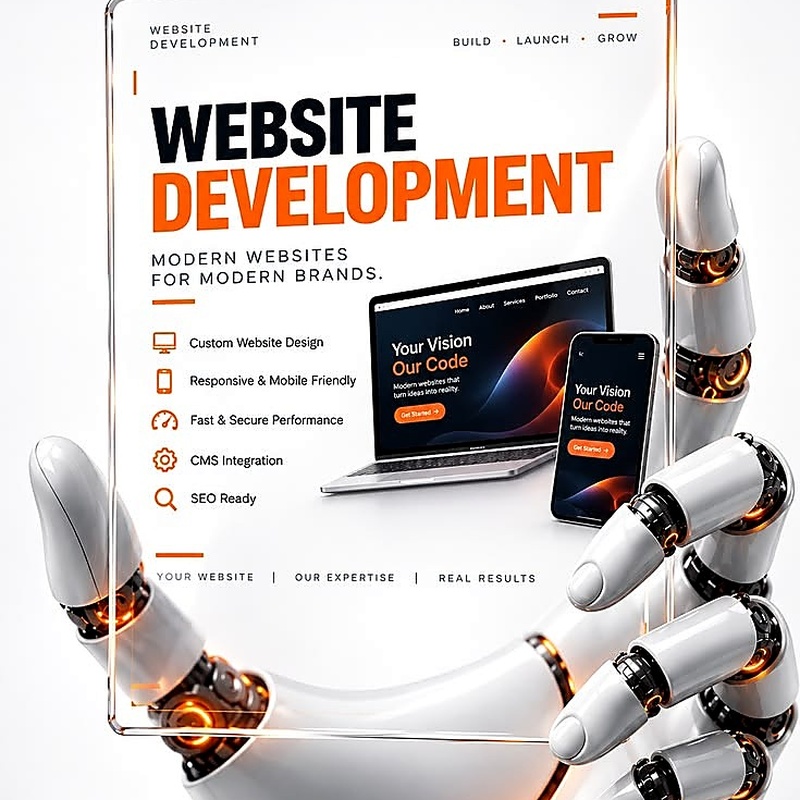 WEBSITE
DEVELOPMENT
BUILD • LAUNCH • GROW
WEBSITE
DEVELOPMENT
MODERN WEBSITES
FOR MODERN BRANDS.
Custom Website Design
Responsive & Mobile Friendly
Fast & Secure Performance
CMS Integration
SEO Ready
Home About Services Portfolio Contact
Your Vision
Our Code
Modern websites that
turn ideas into reality.
Get Started →
Your Vision
Our Code
Modern websites that
turn ideas into reality.
Get Started →
YOUR WEBSITE | OUR EXPERTISE | REAL RESULTS